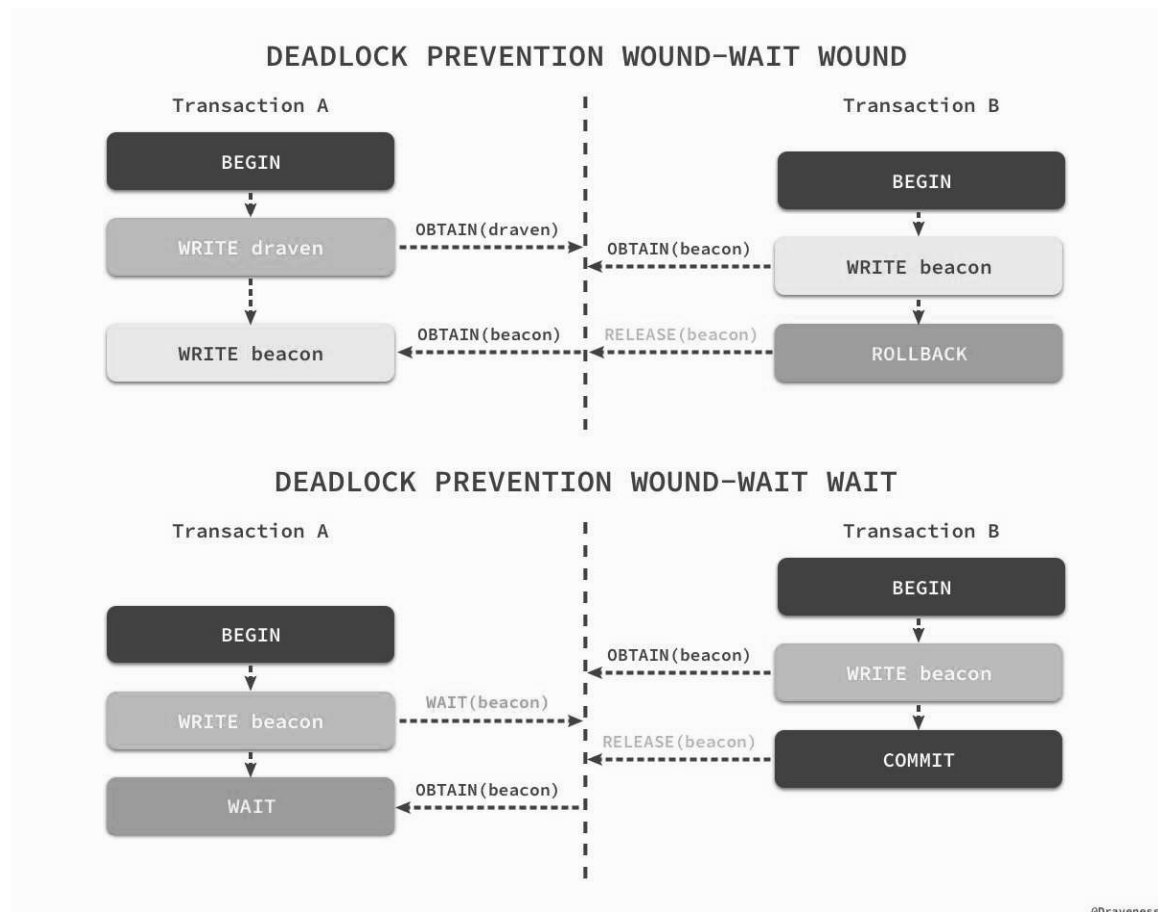 DEADLOCK PREVENTION WOUND-WAIT WOUND
Transaction A
Transaction B
BEGIN
BEGIN
WRITE draven
OBTAIN(draven)
OBTAIN(beacon)
WRITE beacon
WRITE beacon
OBTAIN(beacon)
RELEASE(beacon)
ROLLBACK
DEADLOCK PREVENTION WOUND-WAIT WAIT
Transaction A
Transaction B
BEGIN
BEGIN
OBTAIN(beacon)
WRITE beacon
WRITE beacon
WAIT(beacon)
RELEASE(beacon)
COMMIT
WAIT
OBTAIN(beacon)
@Draveness